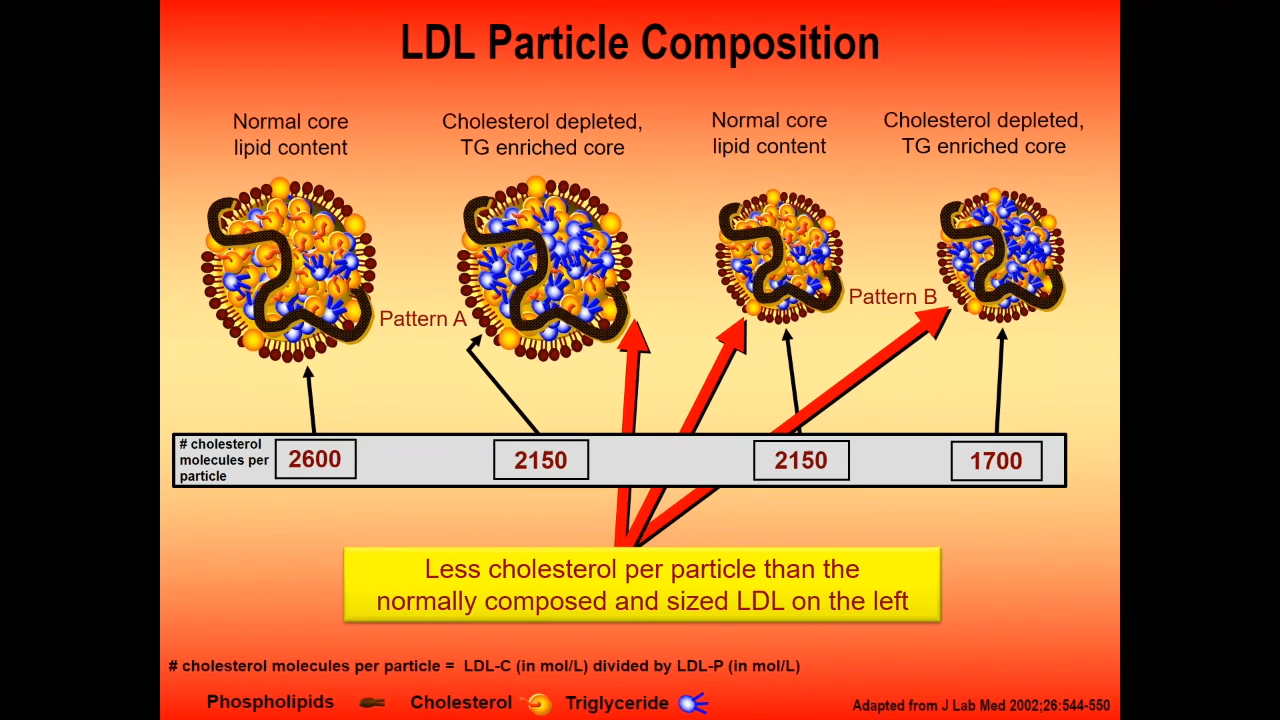 LDL Particle Composition
Normal core
lipid content
Cholesterol depleted,
TG enriched core
Normal core
lipid content
Cholesterol depleted,
TG enriched core
Pattern A
Pattern B
# cholesterol
molecules per
particle
2600
2150
2150
1700
Less cholesterol per particle than the
normally composed and sized LDL on the left
# cholesterol molecules per particle = LDL-C (in mol/L) divided by LDL-P (in mol/L)
Phospholipids Cholesterol Triglyceride
Adapted from J Lab Med 2002;26:544-550